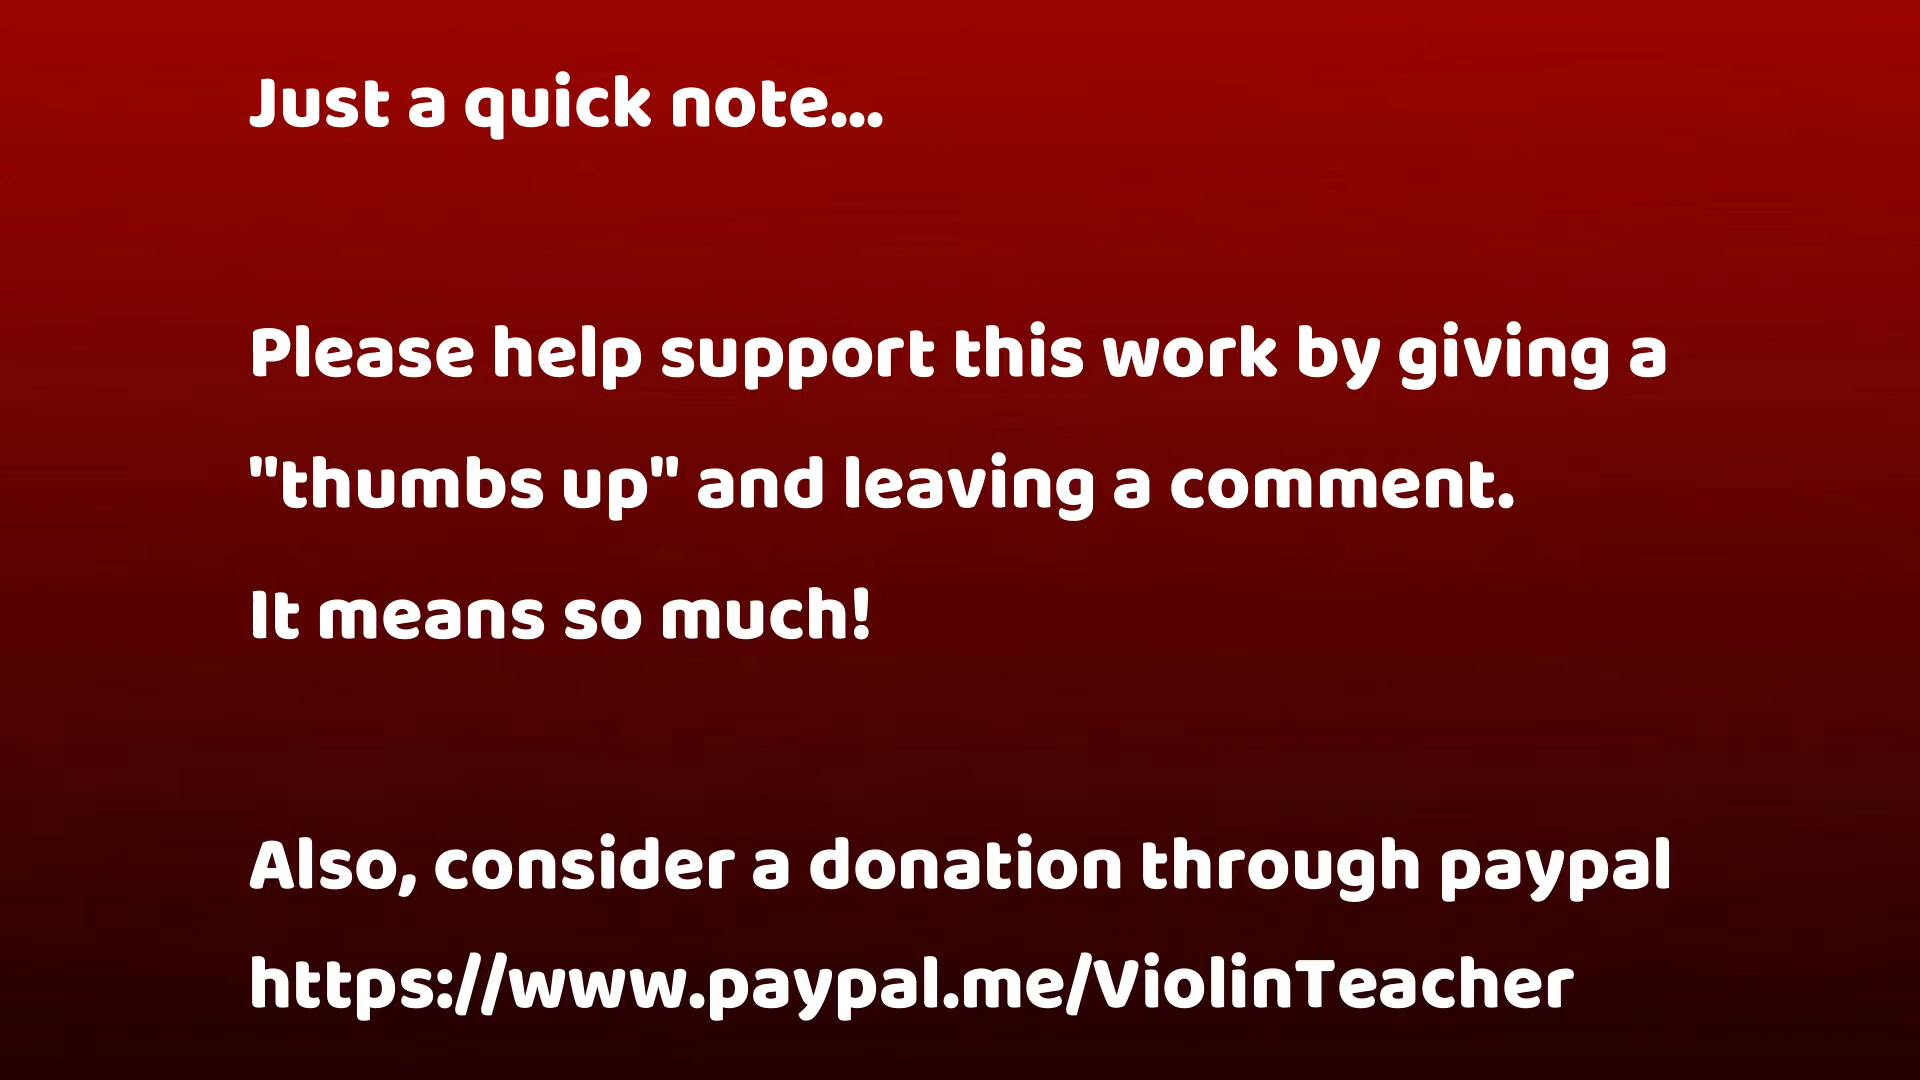 Just a quick note...
Please help support this work by giving a
"thumbs up" and leaving a comment.
It means so much!
Also, consider a donation through paypal
https://www.paypal.me/ViolinTeacher